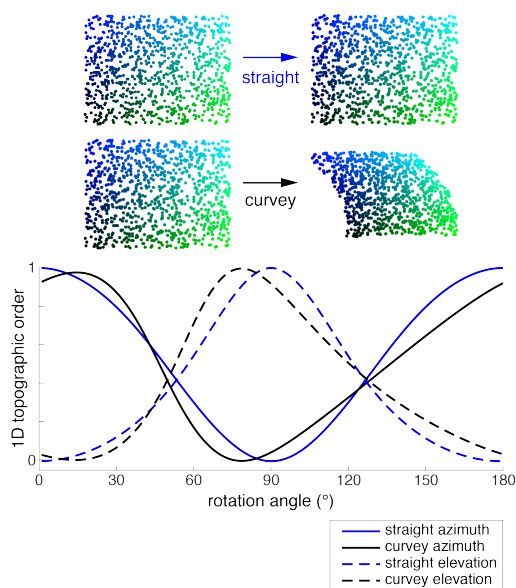 straight
curvey
1D topographic order
1
0
0
30
60
90
120
150
180
rotation angle (°)
straight azimuth
curvey azimuth
straight elevation
curvey elevation